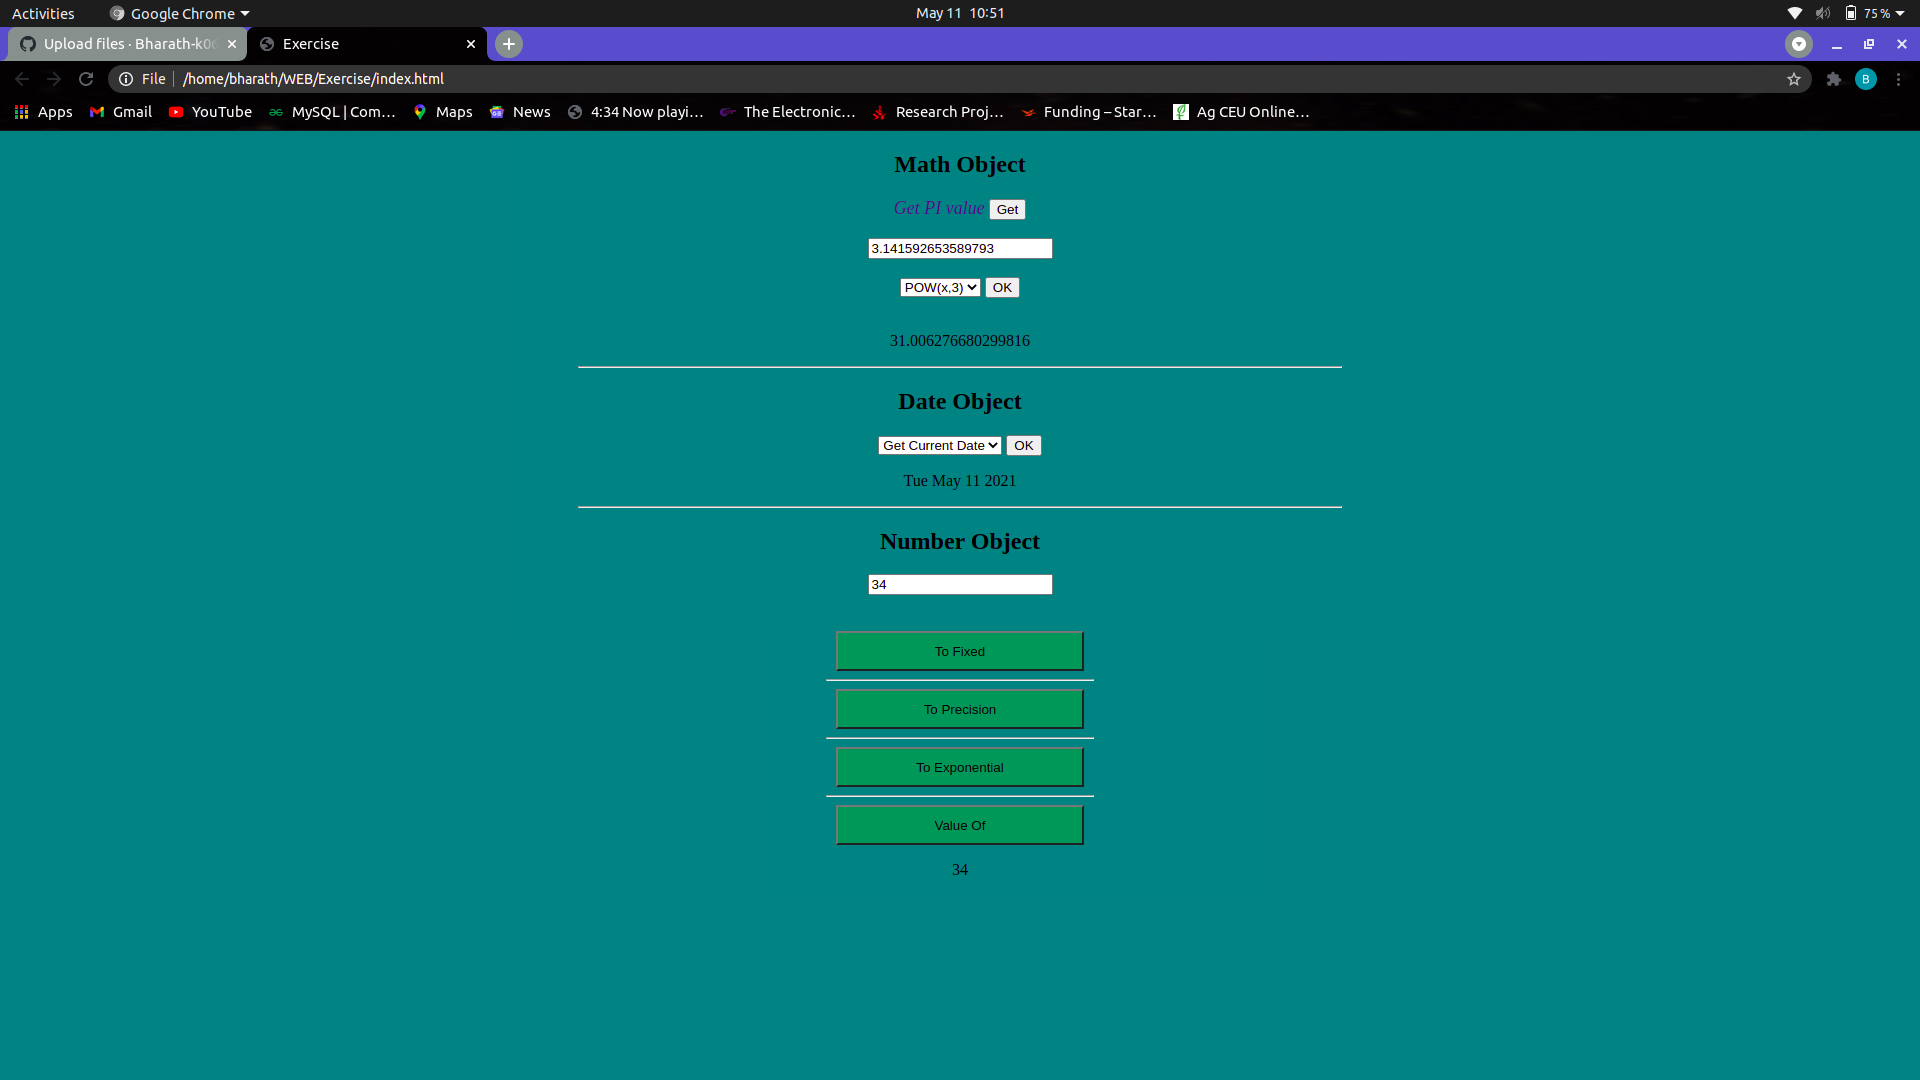 Activities Google Chrome May 11 10:51 75 %
Upload files · Bharath-k0 Exercise
File /home/bharath/WEB/Exercise/index.html B
Apps Gmail YouTube MySQL | Com… Maps News 4:34 Now playi… The Electronic… Research Proj… Funding – Star… Ag CEU Online…
Math Object
Get PI value Get
3.141592653589793
POW(x,3) OK
31.006276680299816
Date Object
Get Current Date OK
Tue May 11 2021
Number Object
34
To Fixed
To Precision
To Exponential
Value Of
34